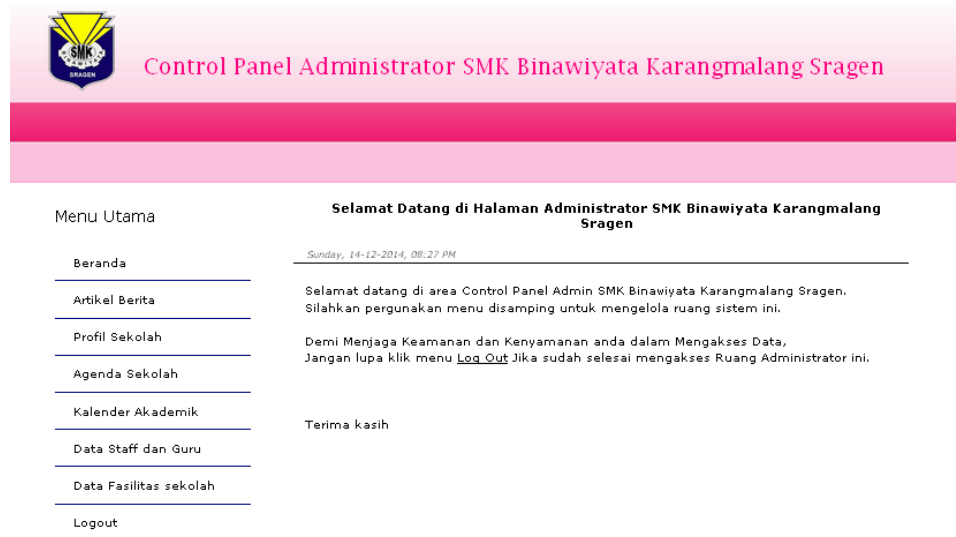 SMK
SRAGEN
Control Panel Administrator SMK Binawiyata Karangmalang Sragen
Menu Utama
Beranda
Artikel Berita
Profil Sekolah
Agenda Sekolah
Kalender Akademik
Data Staff dan Guru
Data Fasilitas sekolah
Logout
Selamat Datang di Halaman Administrator SMK Binawiyata Karangmalang
Sragen
Sunday, 14-12-2014, 08:27 PM
Selamat datang di area Control Panel Admin SMK Binawiyata Karangmalang Sragen.
Silahkan pergunakan menu disamping untuk mengelola ruang sistem ini.
Demi Menjaga Keamanan dan Kenyamanan anda dalam Mengakses Data,
Jangan lupa klik menu Log Out Jika sudah selesai mengakses Ruang Administrator ini.
Terima kasih